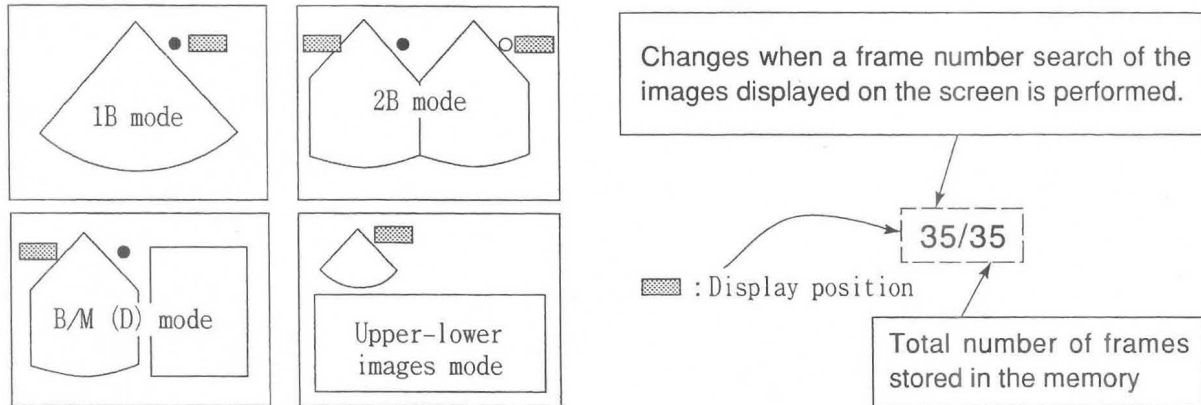 1B mode
2B mode
B/M (D) mode
Upper-lower
images mode
Changes when a frame number search of the
images displayed on the screen is performed.
35/35
: Display position
Total number of frames
stored in the memory